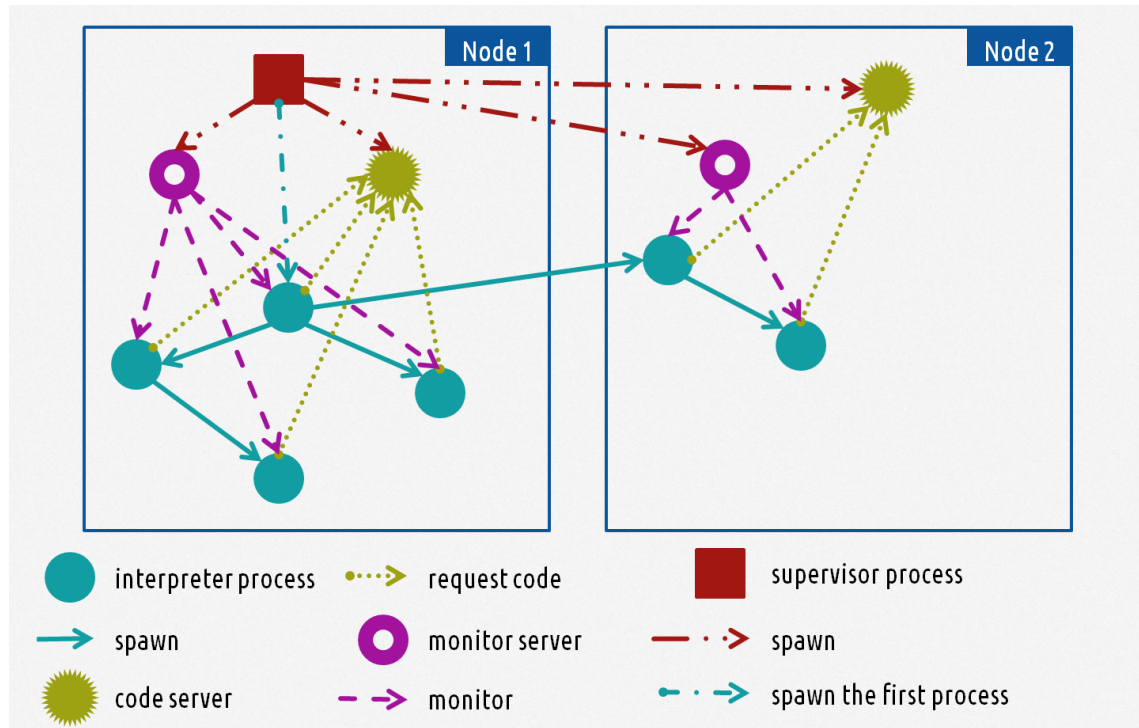 Node 1
Node 2
interpreter process
request code
supervisor process
spawn
monitor server
spawn
code server
monitor
spawn the first process